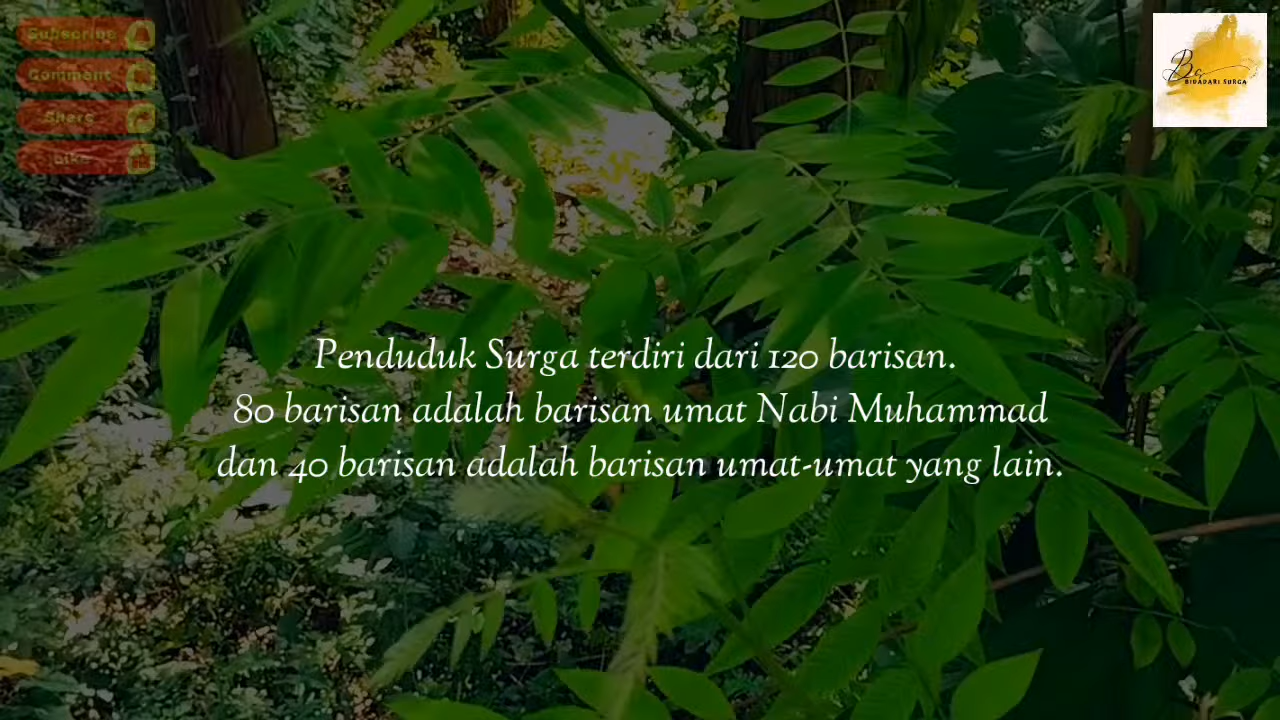 Subscribe
Comment
Share
Like
Bs
BIDADARI SURGA
Penduduk Surga terdiri dari 120 barisan.
80 barisan adalah barisan umat Nabi Muhammad
dan 40 barisan adalah barisan umat-umat yang lain.